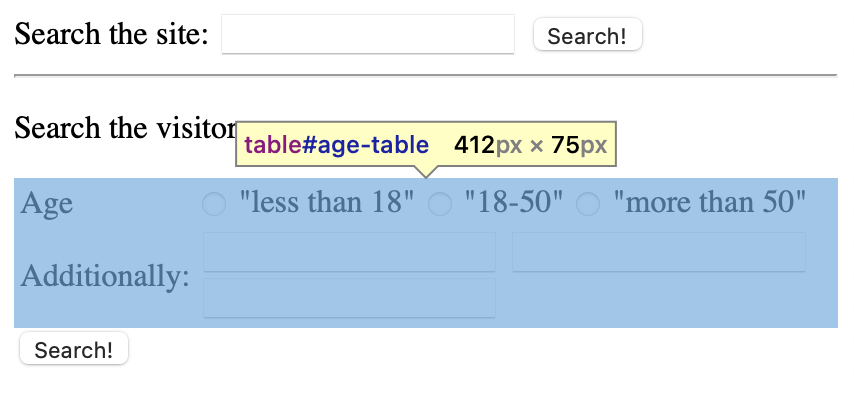 Search the site: Search!
Search the visitor
table#age-table 412px × 75px
Age "less than 18" "18-50" "more than 50"
Additionally:
Search!